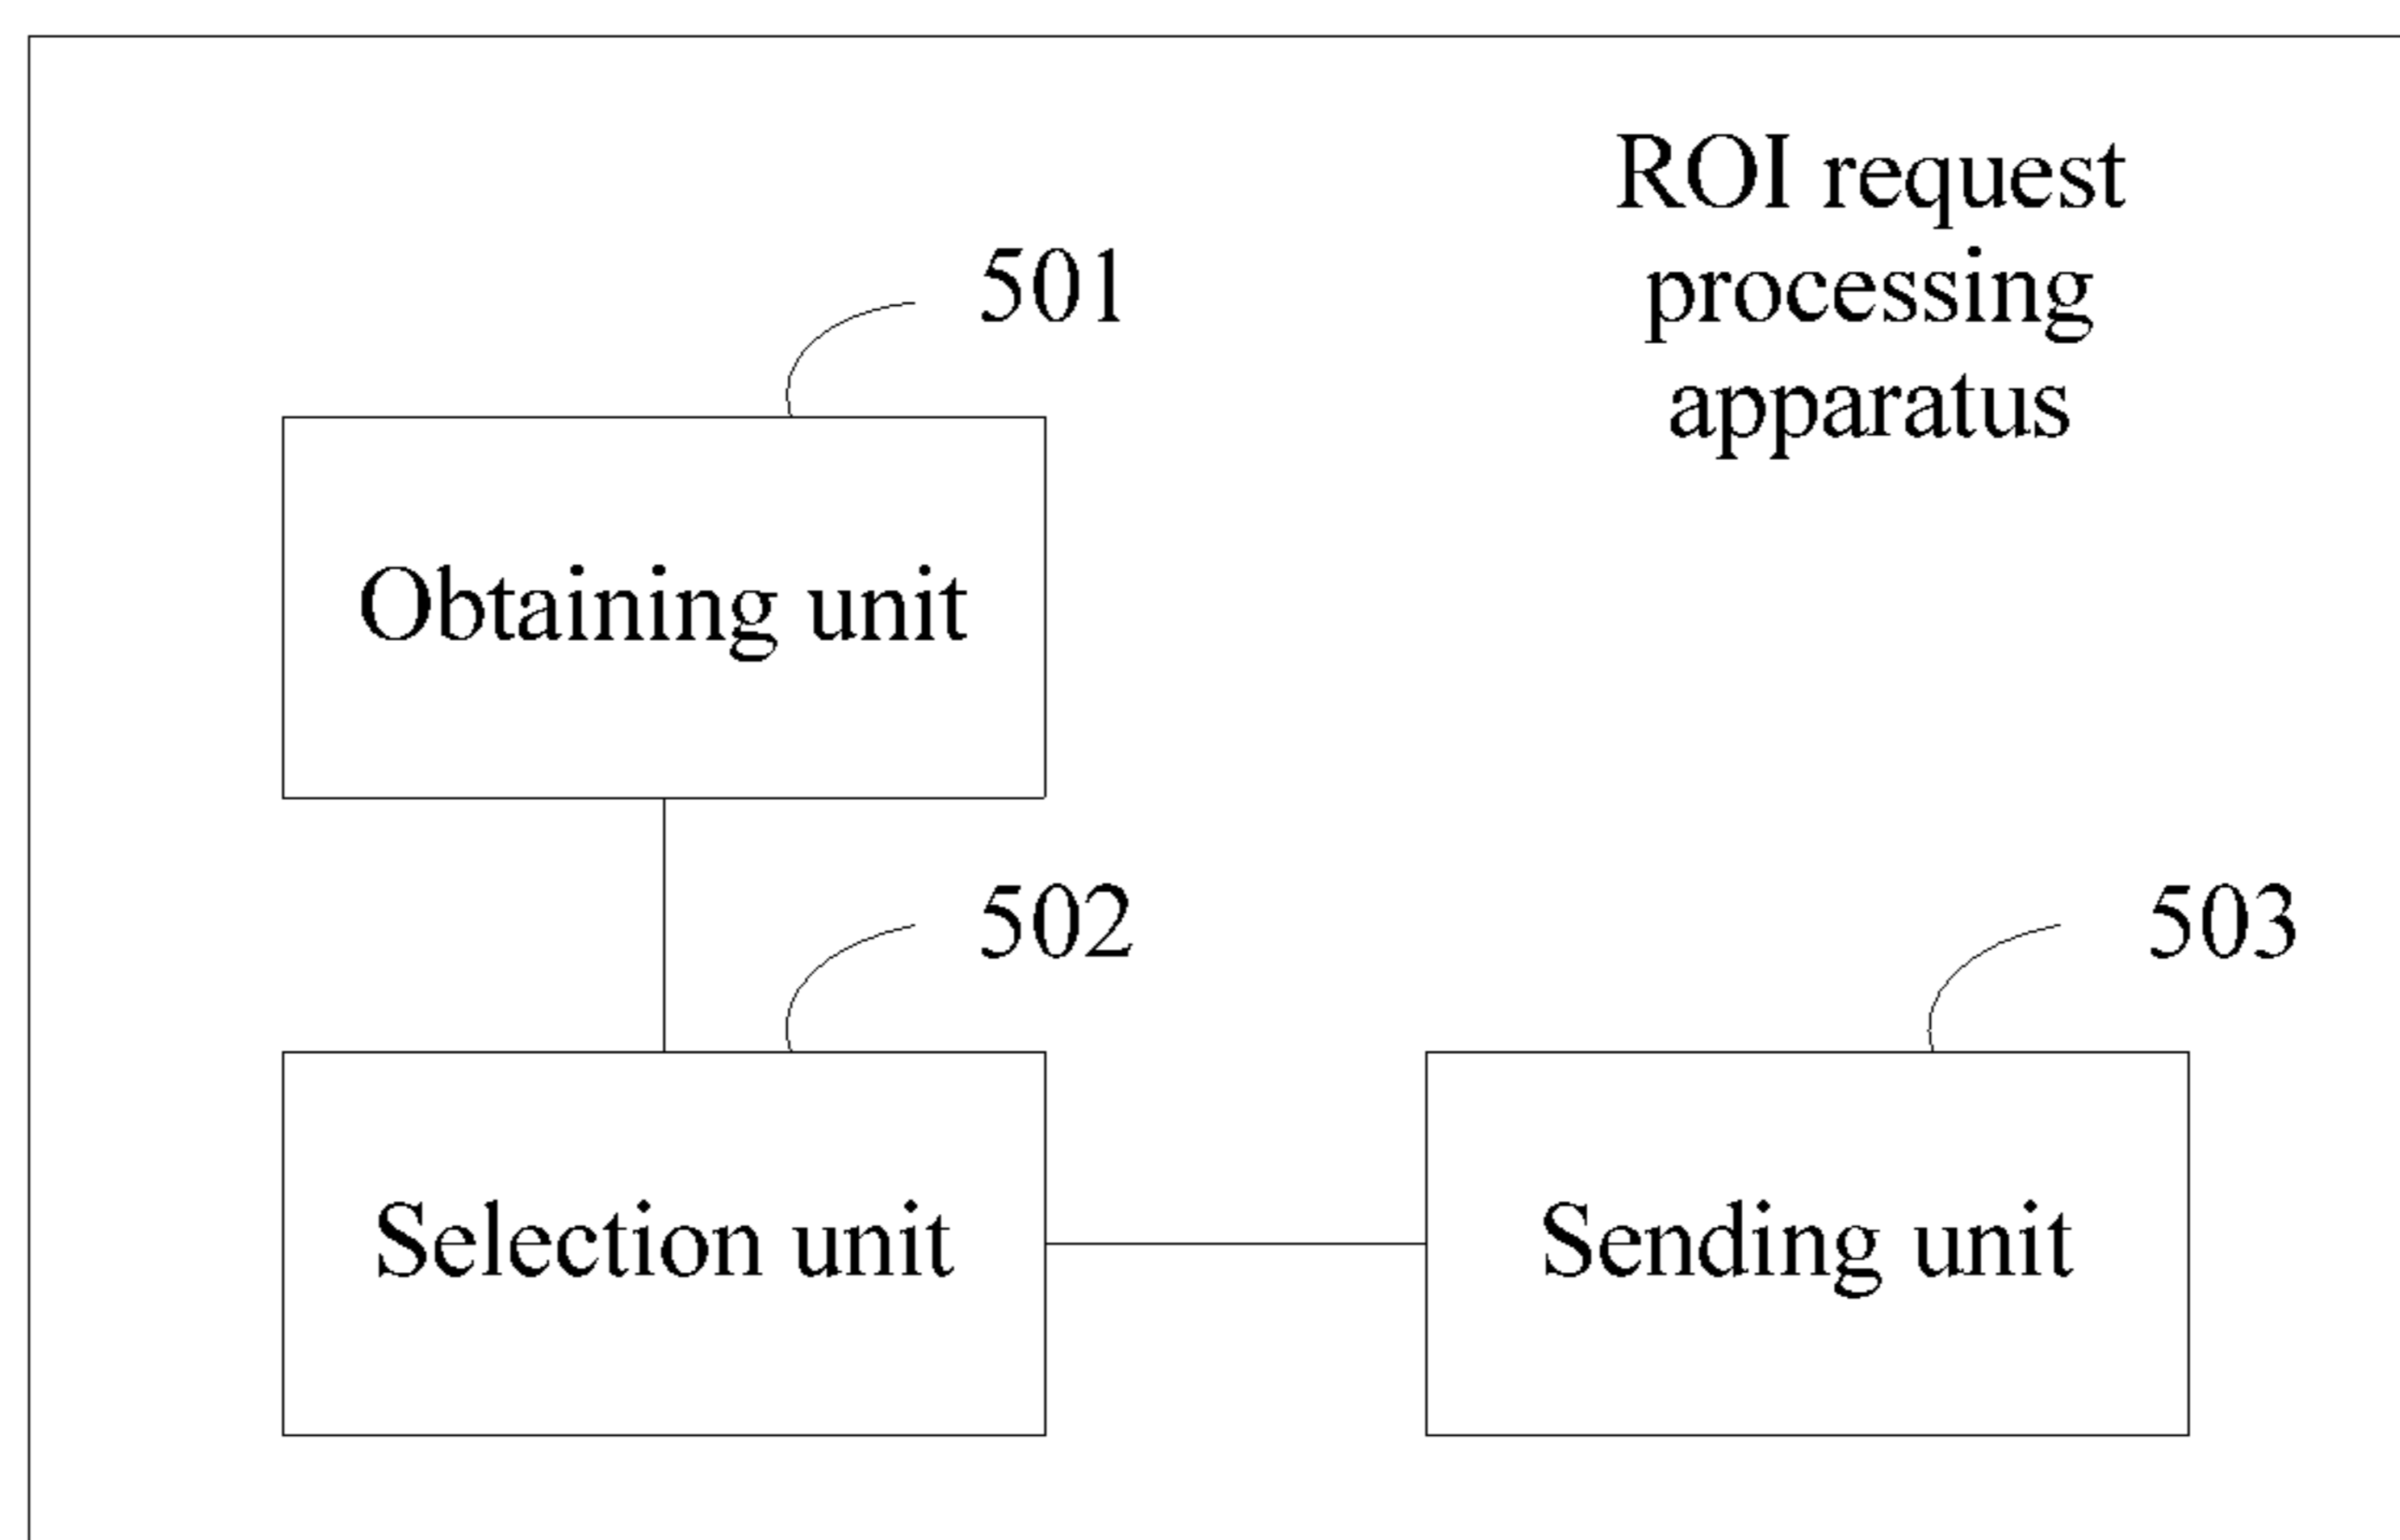 ROI request
processing
apparatus
501
Obtaining unit
502
503
Selection unit
Sending unit